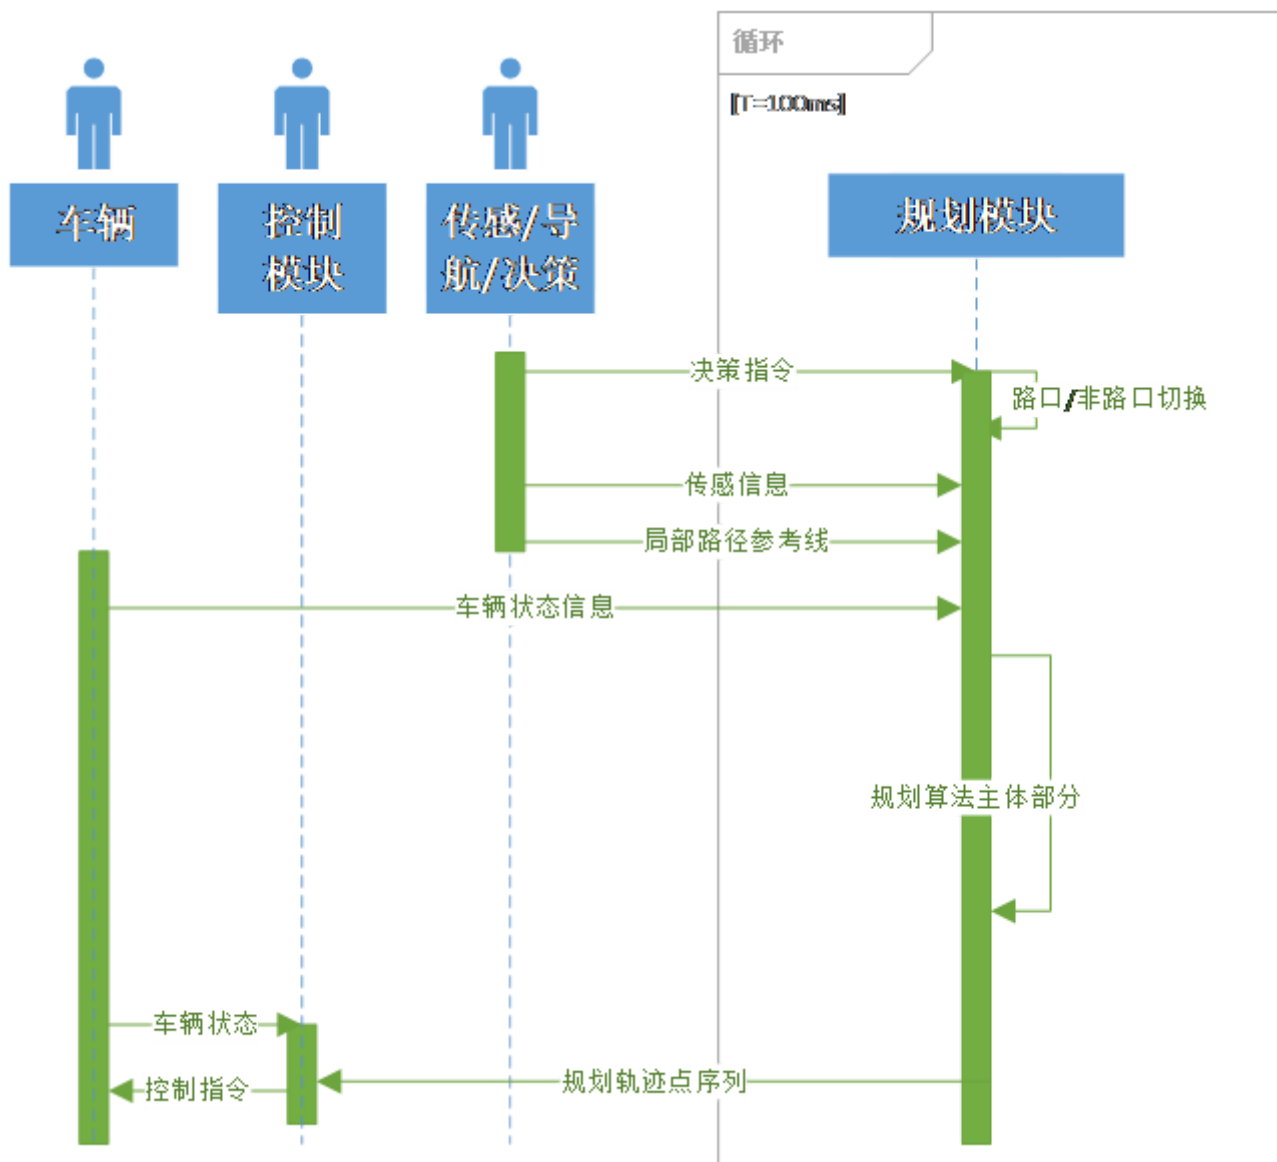 循环
[T=100ms]
车辆
控制
模块
传感/导
航/决策
规划模块
决策指令
路口/非路口切换
传感信息
局部路径参考线
车辆状态信息
规划算法主体部分
车辆状态
规划轨迹点序列
控制指令